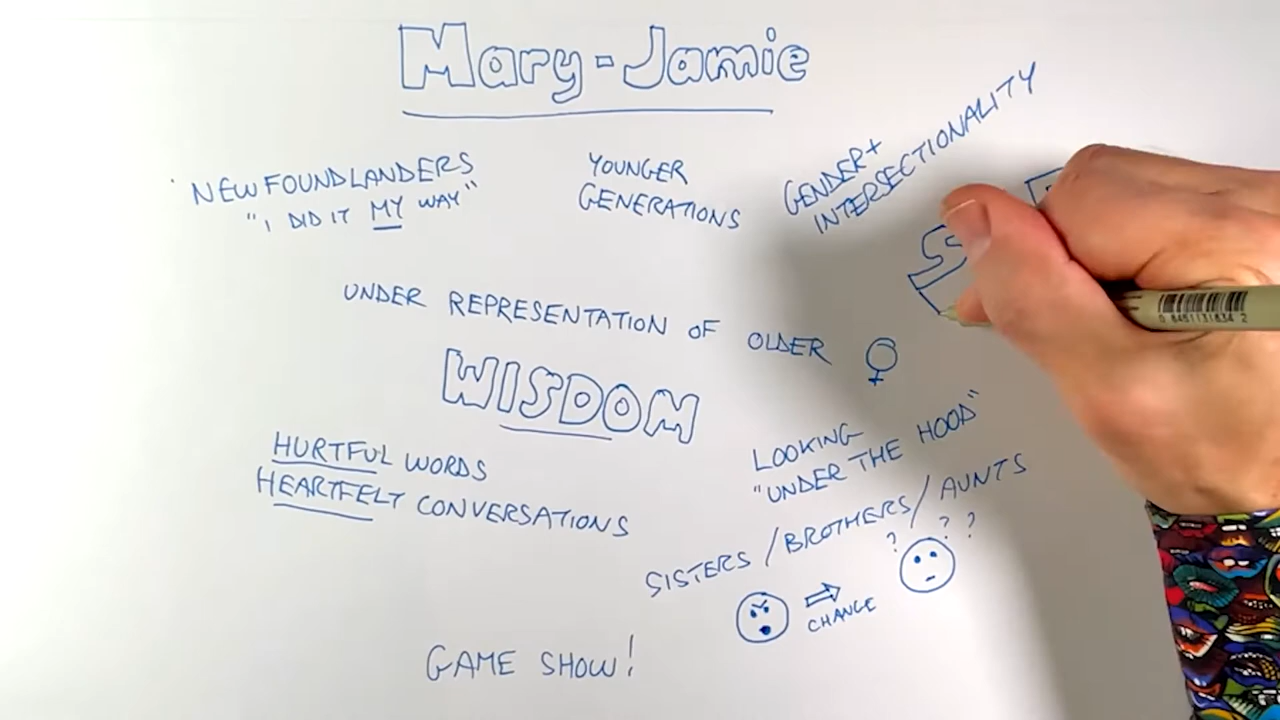 Mary-Jamie
NEWFOUNDLANDERS
"I DID IT MY WAY"
YOUNGER
GENERATIONS
GENDER+
INTERSECTIONALITY
UNDER REPRESENTATION OF OLDER ♀
WISDOM
HURTFUL WORDS
HEARTFELT CONVERSATIONS
LOOKING
"UNDER THE HOOD"
SISTERS/BROTHERS/AUNTS
? ? ?
CHANGE
GAME SHOW!